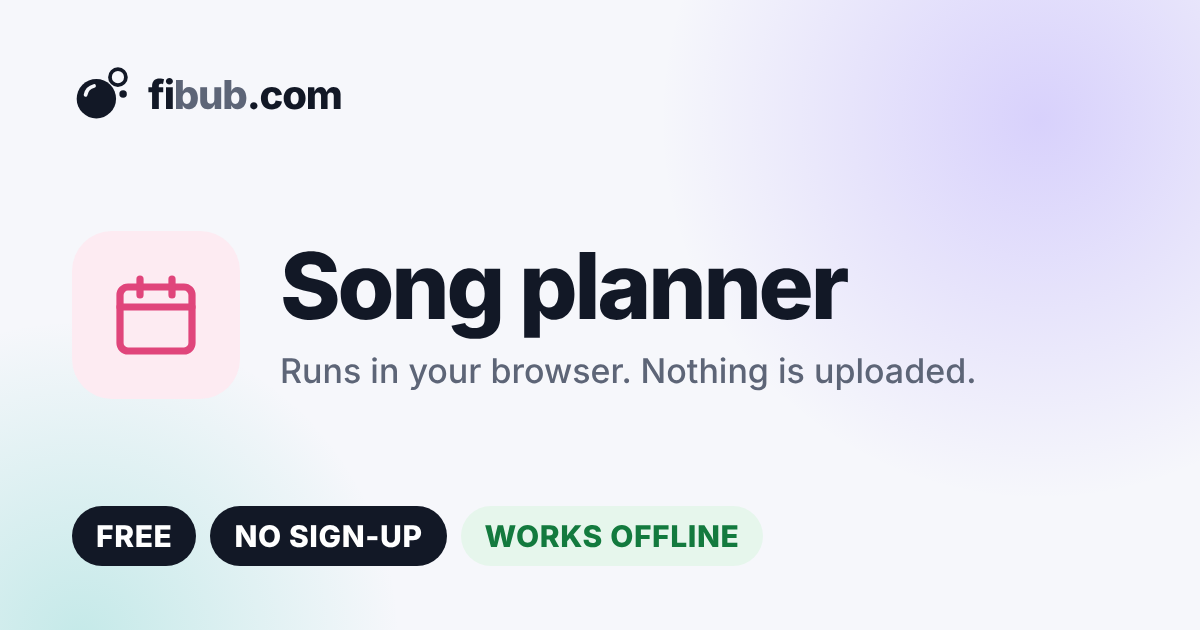 fibub.com
Song planner
Runs in your browser. Nothing is uploaded.
FREE NO SIGN-UP WORKS OFFLINE